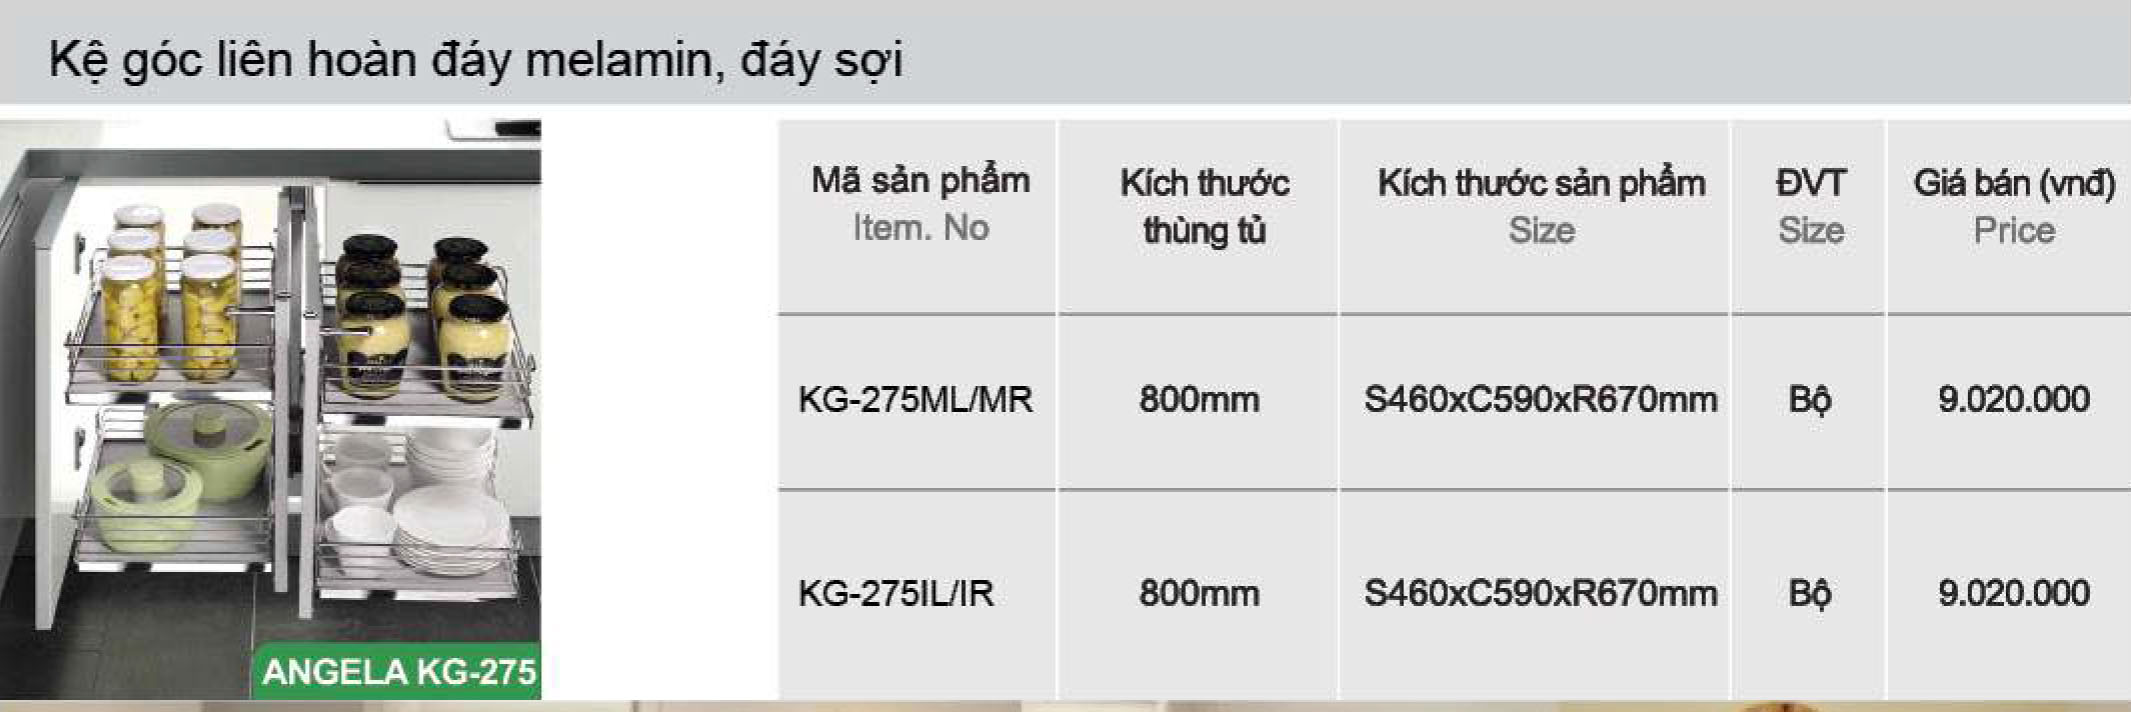 Kệ góc liên hoàn đáy melamin, đáy sợi
Mã sản phẩm
Item. No
Kích thước
thùng tủ
Kích thước sản phẩm
Size
ĐVT
Size
Giá bán (vnđ)
Price
KG-275ML/MR 800mm S460xC590xR670mm Bộ 9.020.000
KG-275IL/IR 800mm S460xC590xR670mm Bộ 9.020.000
ANGELA KG-275